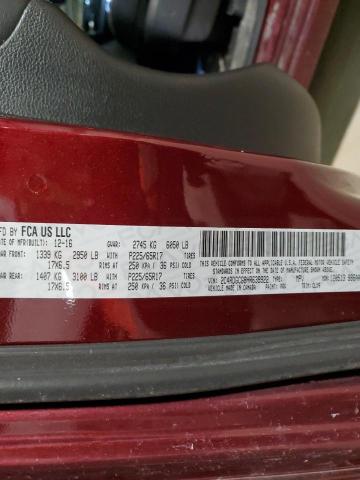 MFD BY FCA US LLC
DATE OF MFR(BUILT): 12-16 GVWR: 2745 KG 6050 LB
GAWR FRONT: 1339 KG 2950 LB P225/65R17 TIRES
17X6.5 RIMS AT 250 KPA ( 36 PSI) COLD
GAWR REAR: 1407 KG 3100 LB P225/65R17 TIRES
17X6.5 RIMS AT 250 KPA ( 36 PSI) COLD
THIS VEHICLE CONFORMS TO ALL APPLICABLE U.S.A. FEDERAL MOTOR VEHICLE SAFETY
STANDARDS IN EFFECT ON THE DATE OF MANUFACTURE SHOWN ABOVE
VEHICLE MADE IN CANADA PAINT: TRIM: